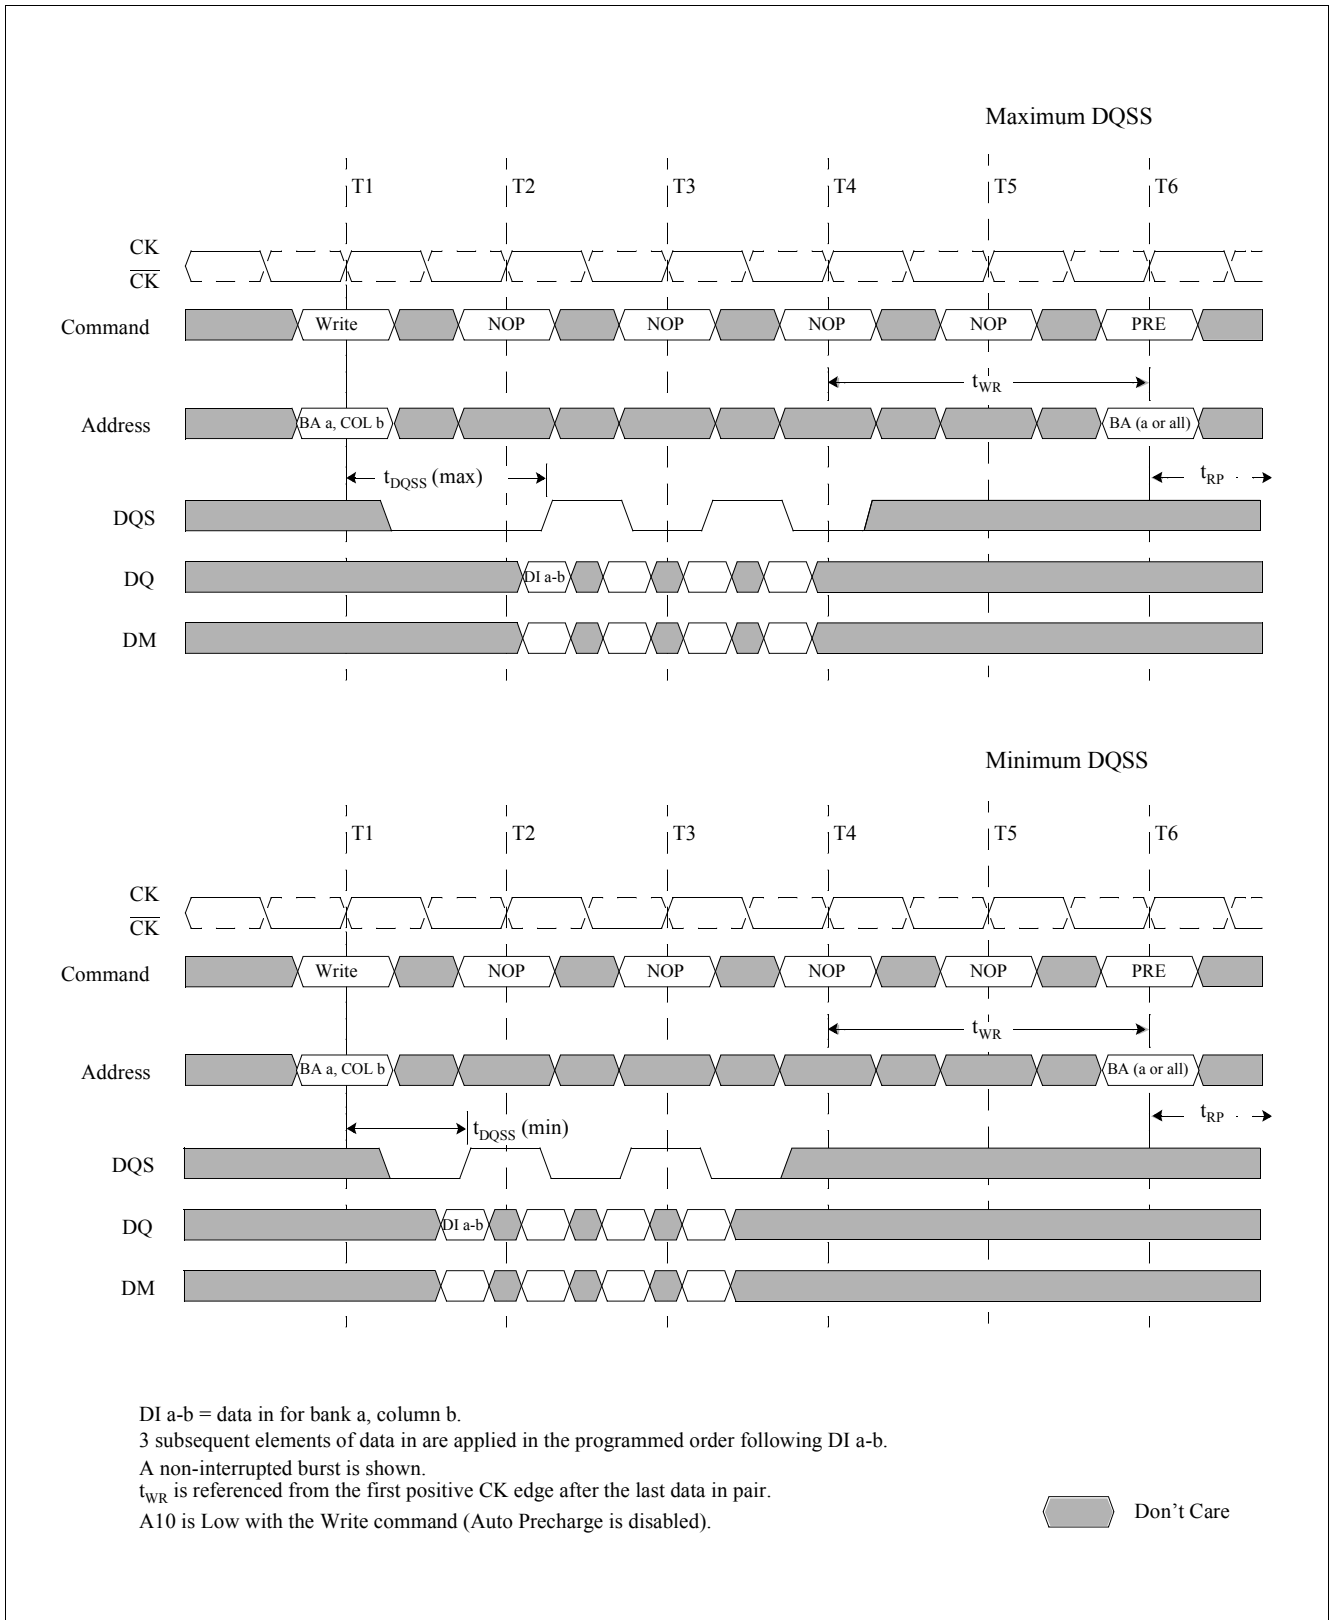 Maximum DQSS
T1 T2 T3 T4 T5 T6
CK
CK
Command Write NOP NOP NOP NOP PRE
tWR
Address BA a, COL b BA (a or all)
tDQSS (max) tRP
DQS
DQ DI a-b
DM
Minimum DQSS
T1 T2 T3 T4 T5 T6
CK
CK
Command Write NOP NOP NOP NOP PRE
tWR
Address BA a, COL b BA (a or all)
tDQSS (min) tRP
DQS
DQ DI a-b
DM
DI a-b = data in for bank a, column b.
3 subsequent elements of data in are applied in the programmed order following DI a-b.
A non-interrupted burst is shown.
tWR is referenced from the first positive CK edge after the last data in pair.
A10 is Low with the Write command (Auto Precharge is disabled).
Don’t Care